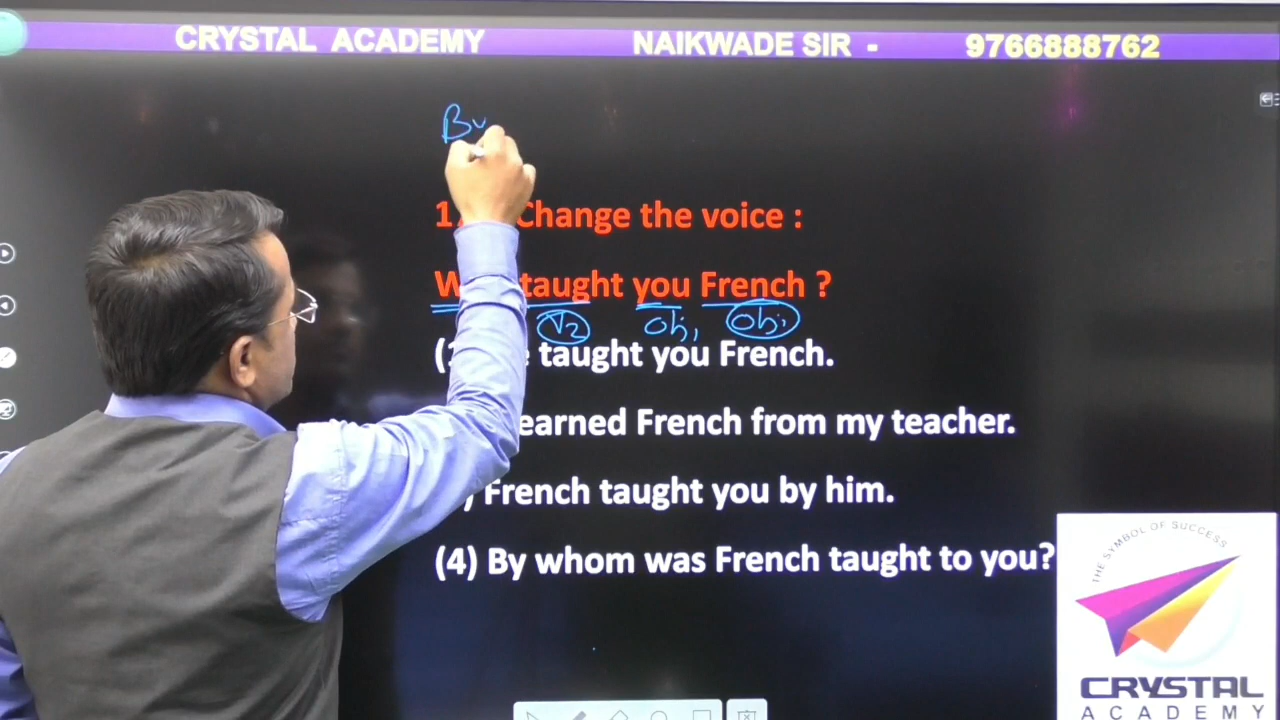 CRYSTAL ACADEMY NAIKWADE SIR - 9766888762
Change the voice :
taught you French ?
V2 obj, obj,
taught you French.
earned French from my teacher.
French taught you by him.
(4) By whom was French taught to you?
THE SYMBOL OF SUCCESS
CRYSTAL
ACADEMY